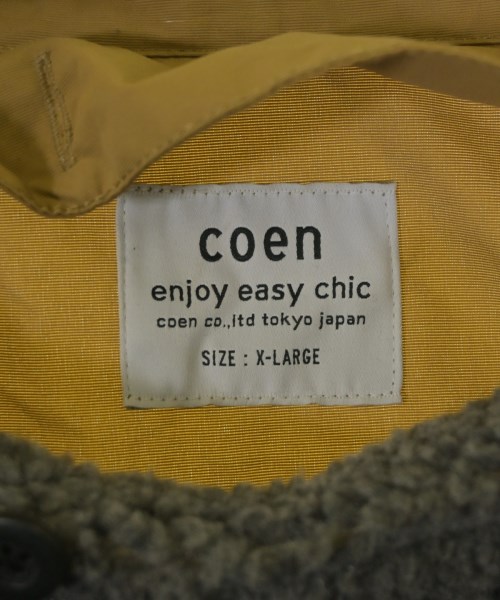 coen
enjoy easy chic
coen co.,ltd tokyo japan
SIZE : X-LARGE